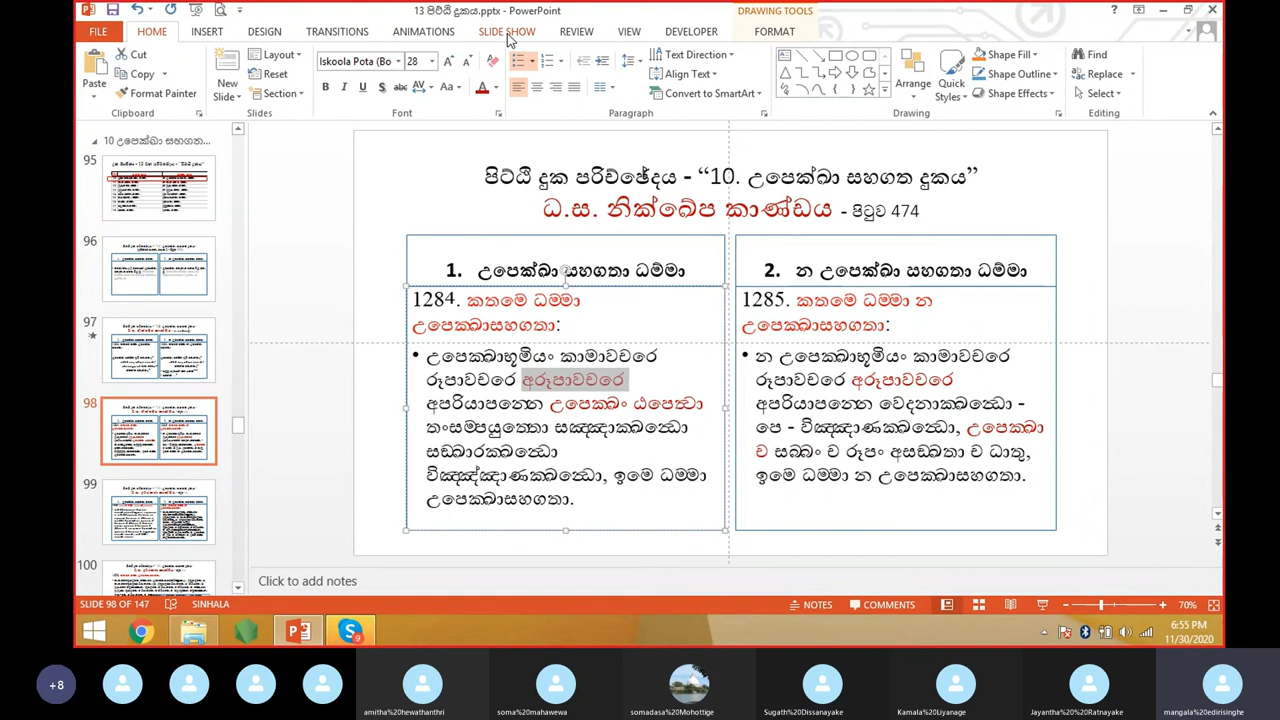 13 පිට්ඨි දුකය.pptx - PowerPoint
DRAWING TOOLS
FILE HOME INSERT DESIGN TRANSITIONS ANIMATIONS SLIDE SHOW REVIEW VIEW DEVELOPER FORMAT
Paste Cut Copy Format Painter
Clipboard
New Slide Layout Reset Section
Slides
Iskoola Pota (Bo 28
Font
Text Direction Align Text Convert to SmartArt
Paragraph
Arrange Quick Styles Shape Fill Shape Outline Shape Effects
Drawing
Find Replace Select
Editing
10 උපෙක්ඛා සහගත...
95
96
97
98
99
100
පිට්ඨි දුක පරිච්ඡේදය - “10. උපෙක්ඛා සහගත දුකය”
ධ.ස. නික්ඛේප කාණ්ඩය - පිටුව 474
1. උපෙක්ඛා සහගතා ධම්මා
1284. කතමෙ ධම්මා
උපෙක්ඛාසහගතා:
• උපෙක්ඛාභූමියං කාමාවචරෙ
රූපාවචරෙ අරූපාවචරෙ
අපරියාපන්නෙ උපෙක්ඛං ඨපෙත්වා
තංසම්පයුත්තො සඤ්ඤාක්ඛන්ධො
සඞ්ඛාරක්ඛන්ධො
විඤ්ඤාණක්ඛන්ධො, ඉමෙ ධම්මා
උපෙක්ඛාසහගතා.
2. න උපෙක්ඛා සහගතා ධම්මා
1285. කතමෙ ධම්මා න
උපෙක්ඛාසහගතා:
• න උපෙක්ඛාභූමියං කාමාවචරෙ
රූපාවචරෙ අරූපාවචරෙ
අපරියාපන්නෙ වෙදනාක්ඛන්ධො -
පෙ - විඤ්ඤාණක්ඛන්ධො, උපෙක්ඛා
ච සබ්බං ච රූපං අසඞ්ඛතා ච ධාතු,
ඉමෙ ධම්මා න උපෙක්ඛාසහගතා.
Click to add notes
SLIDE 98 OF 147 SINHALA NOTES COMMENTS 70%
6:55 PM
11/30/2020
+8
amitha%20hewathanthri
soma%20mahawewa
somadasa%20Mohottige
Sugath%20Dissanayake
Kamala%20Liyanage
Jayantha%20Ratnayake
mangala%20edirisinghe